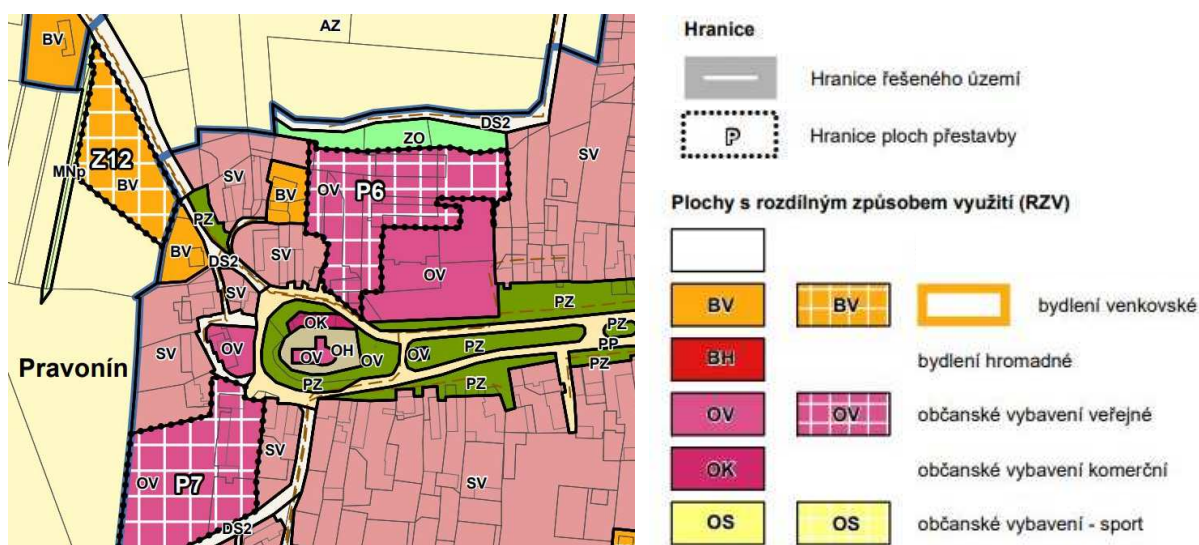 BV
AZ
DS2
ZO
SV
Z12
MNp
BV
SV
BV
OV
P6
PZ
BV
DS2
SV
OV
SV
PZ
OK
PZ
SV
OV
OV
OH
OV
OV
PZ
PP
PZ
Pravonín
PZ
PZ
SV
SV
OV
P7
DS2
Hranice
Hranice řešeného území
P
Hranice ploch přestavby
Plochy s rozdílným způsobem využití (RZV)
BV BV bydlení venkovské
BH bydlení hromadné
OV OV občanské vybavení veřejné
OK občanské vybavení komerční
OS OS občanské vybavení - sport